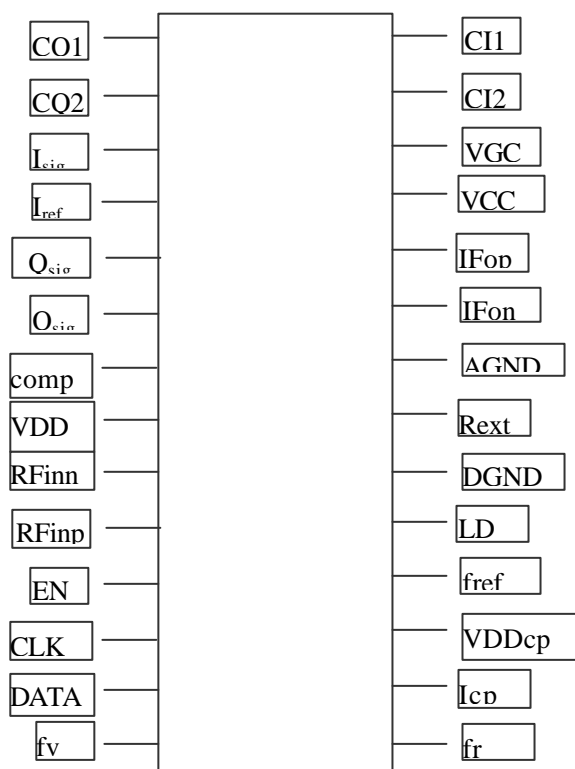 CO1
CQ2
Isig
Iref
Qsig
Qsig
comp
VDD
RFinn
RFinp
EN
CLK
DATA
fv
CI1
CI2
VGC
VCC
IFop
IFon
AGND
Rext
DGND
LD
fref
VDDcp
Icp
fr